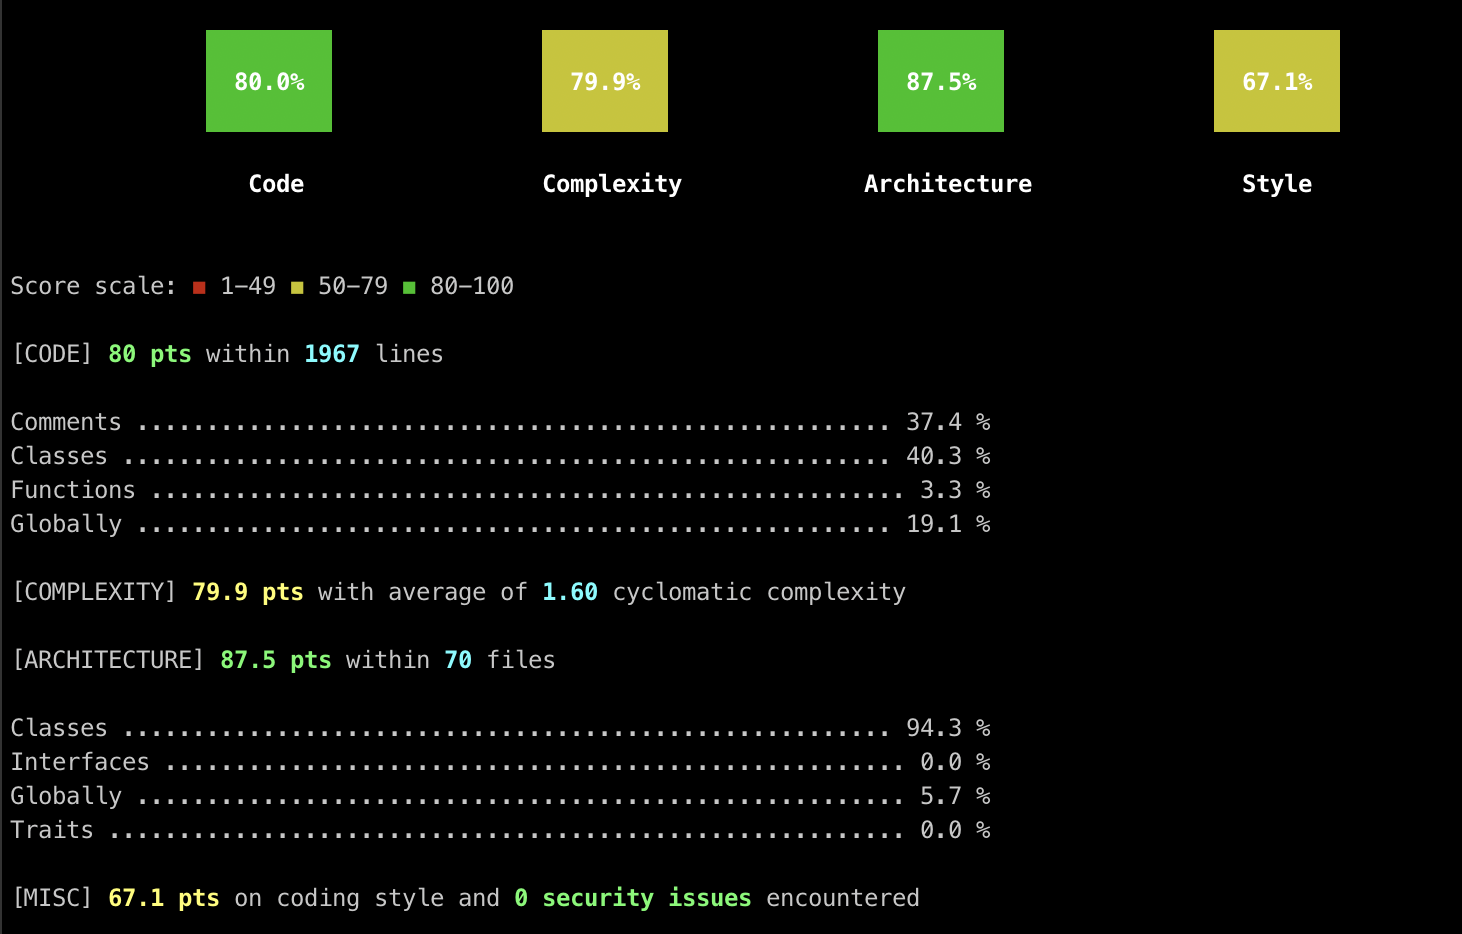 80.0% 79.9% 87.5% 67.1%
Code Complexity Architecture Style
Score scale: ■ 1–49 ■ 50–79 ■ 80–100
[CODE] 80 pts within 1967 lines
Comments ...................................................... 37.4 %
Classes ....................................................... 40.3 %
Functions ...................................................... 3.3 %
Globally ...................................................... 19.1 %
[COMPLEXITY] 79.9 pts with average of 1.60 cyclomatic complexity
[ARCHITECTURE] 87.5 pts within 70 files
Classes ....................................................... 94.3 %
Interfaces ..................................................... 0.0 %
Globally ....................................................... 5.7 %
Traits ......................................................... 0.0 %
[MISC] 67.1 pts on coding style and 0 security issues encountered